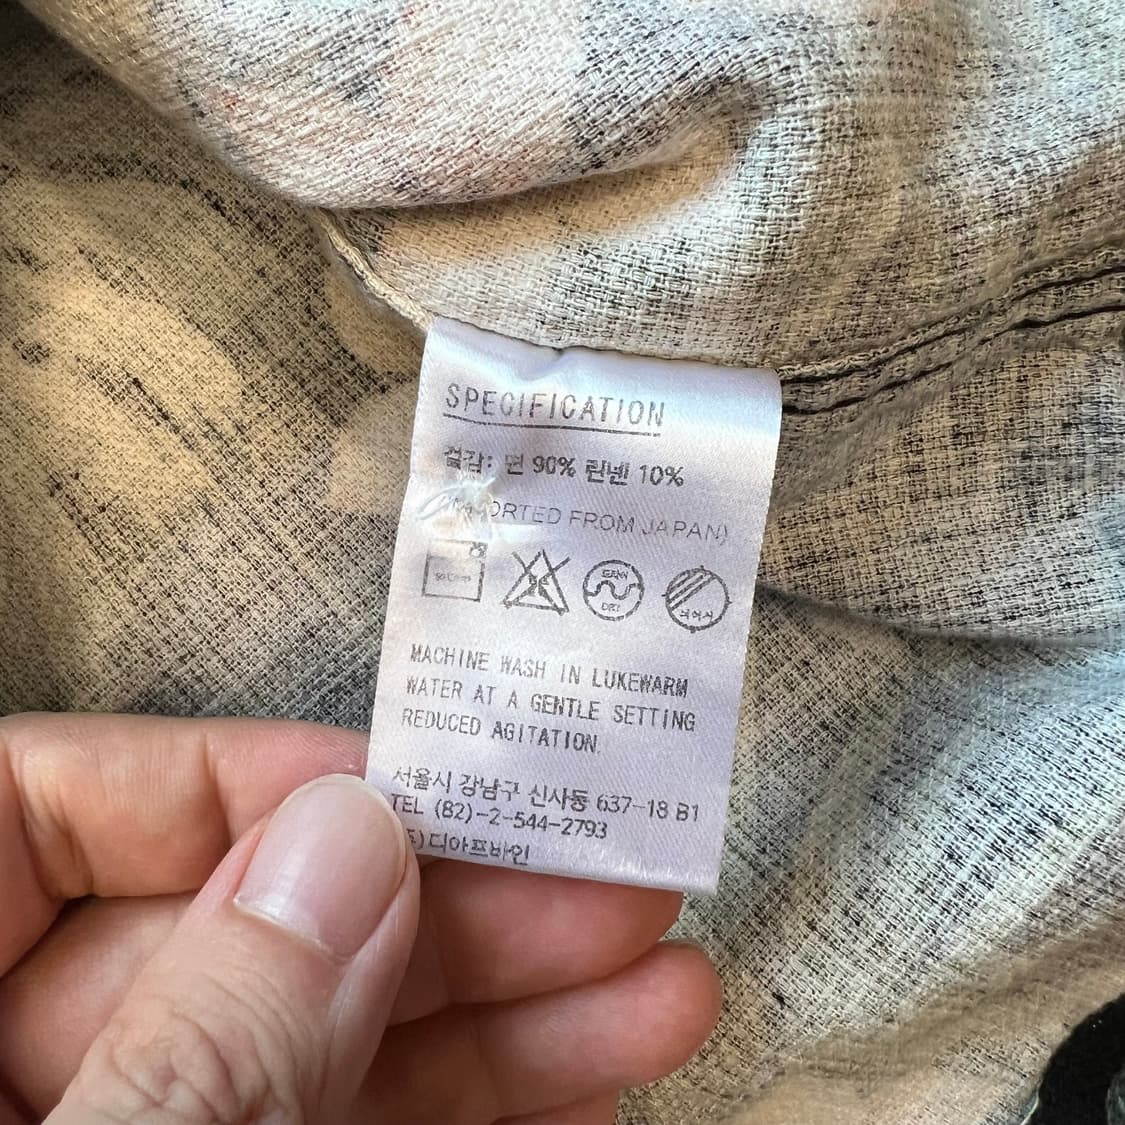 SPECIFICATION
겉감: 면 90% 린넨 10%
ORTED FROM JAPAN)
DRY
MACHINE WASH IN LUKEWARM
WATER AT A GENTLE SETTING
REDUCED AGITATION.
서울시 강남구 신사동 637-18 B1
TEL (82)-2-544-2793
)디아프바인